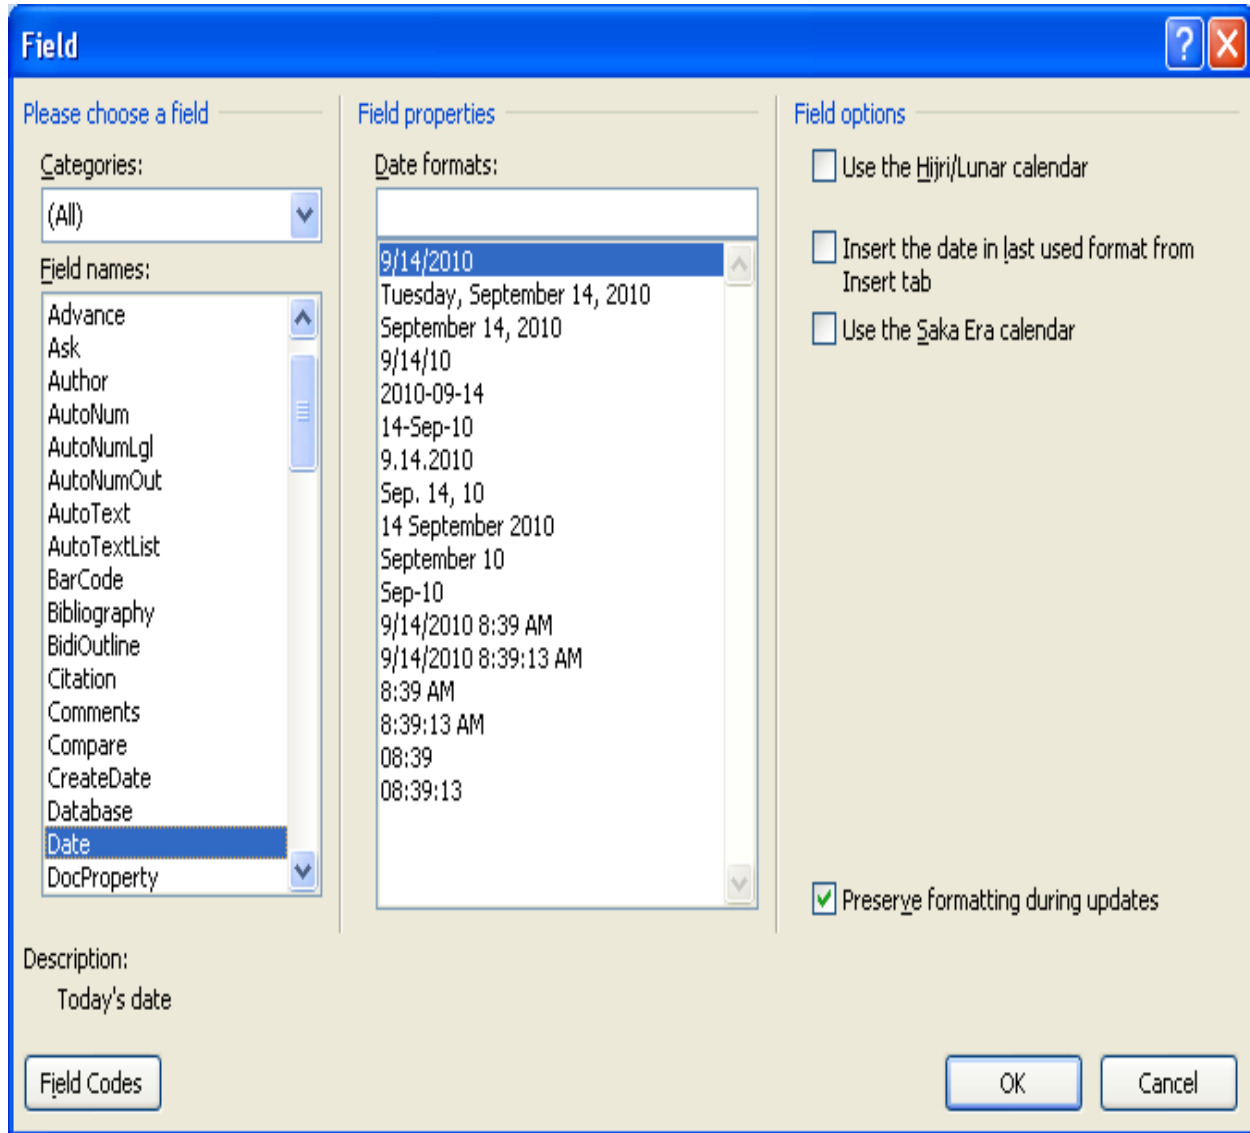 Field
Please choose a field
Categories:
(All)
Field names:
Advance
Ask
Author
AutoNum
AutoNumLgl
AutoNumOut
AutoText
AutoTextList
BarCode
Bibliography
BidiOutline
Citation
Comments
Compare
CreateDate
Database
Date
DocProperty
Field properties
Date formats:
9/14/2010
Tuesday, September 14, 2010
September 14, 2010
9/14/10
2010-09-14
14-Sep-10
9.14.2010
Sep. 14, 10
14 September 2010
September 10
Sep-10
9/14/2010 8:39 AM
9/14/2010 8:39:13 AM
8:39 AM
8:39:13 AM
08:39
08:39:13
Field options
Use the Hijri/Lunar calendar
Insert the date in last used format from
Insert tab
Use the Saka Era calendar
Preserve formatting during updates
Description:
Today's date
Field Codes
OK
Cancel